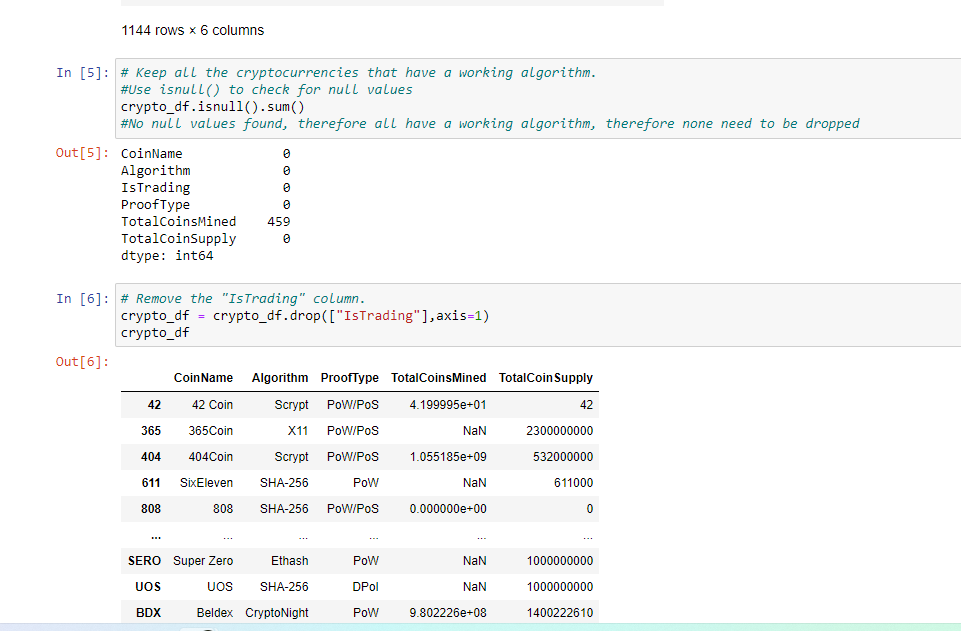 1144 rows × 6 columns
In [5]: # Keep all the cryptocurrencies that have a working algorithm.
#Use isnull() to check for null values
crypto_df.isnull().sum()
#No null values found, therefore all have a working algorithm, therefore none need to be dropped
Out[5]: CoinName 0
Algorithm 0
IsTrading 0
ProofType 0
TotalCoinsMined 459
TotalCoinSupply 0
dtype: int64
In [6]: # Remove the "IsTrading" column.
crypto_df = crypto_df.drop(["IsTrading"],axis=1)
crypto_df
Out[6]:
CoinName Algorithm ProofType TotalCoinsMined TotalCoinSupply
42 42 Coin Scrypt PoW/PoS 4.199995e+01 42
365 365Coin X11 PoW/PoS NaN 2300000000
404 404Coin Scrypt PoW/PoS 1.055185e+09 532000000
611 SixEleven SHA-256 PoW NaN 611000
808 808 SHA-256 PoW/PoS 0.000000e+00 0
... ... ... ... ... ...
SERO Super Zero Ethash PoW NaN 1000000000
UOS UOS SHA-256 DPoI NaN 1000000000
BDX Beldex CryptoNight PoW 9.802226e+08 1400222610